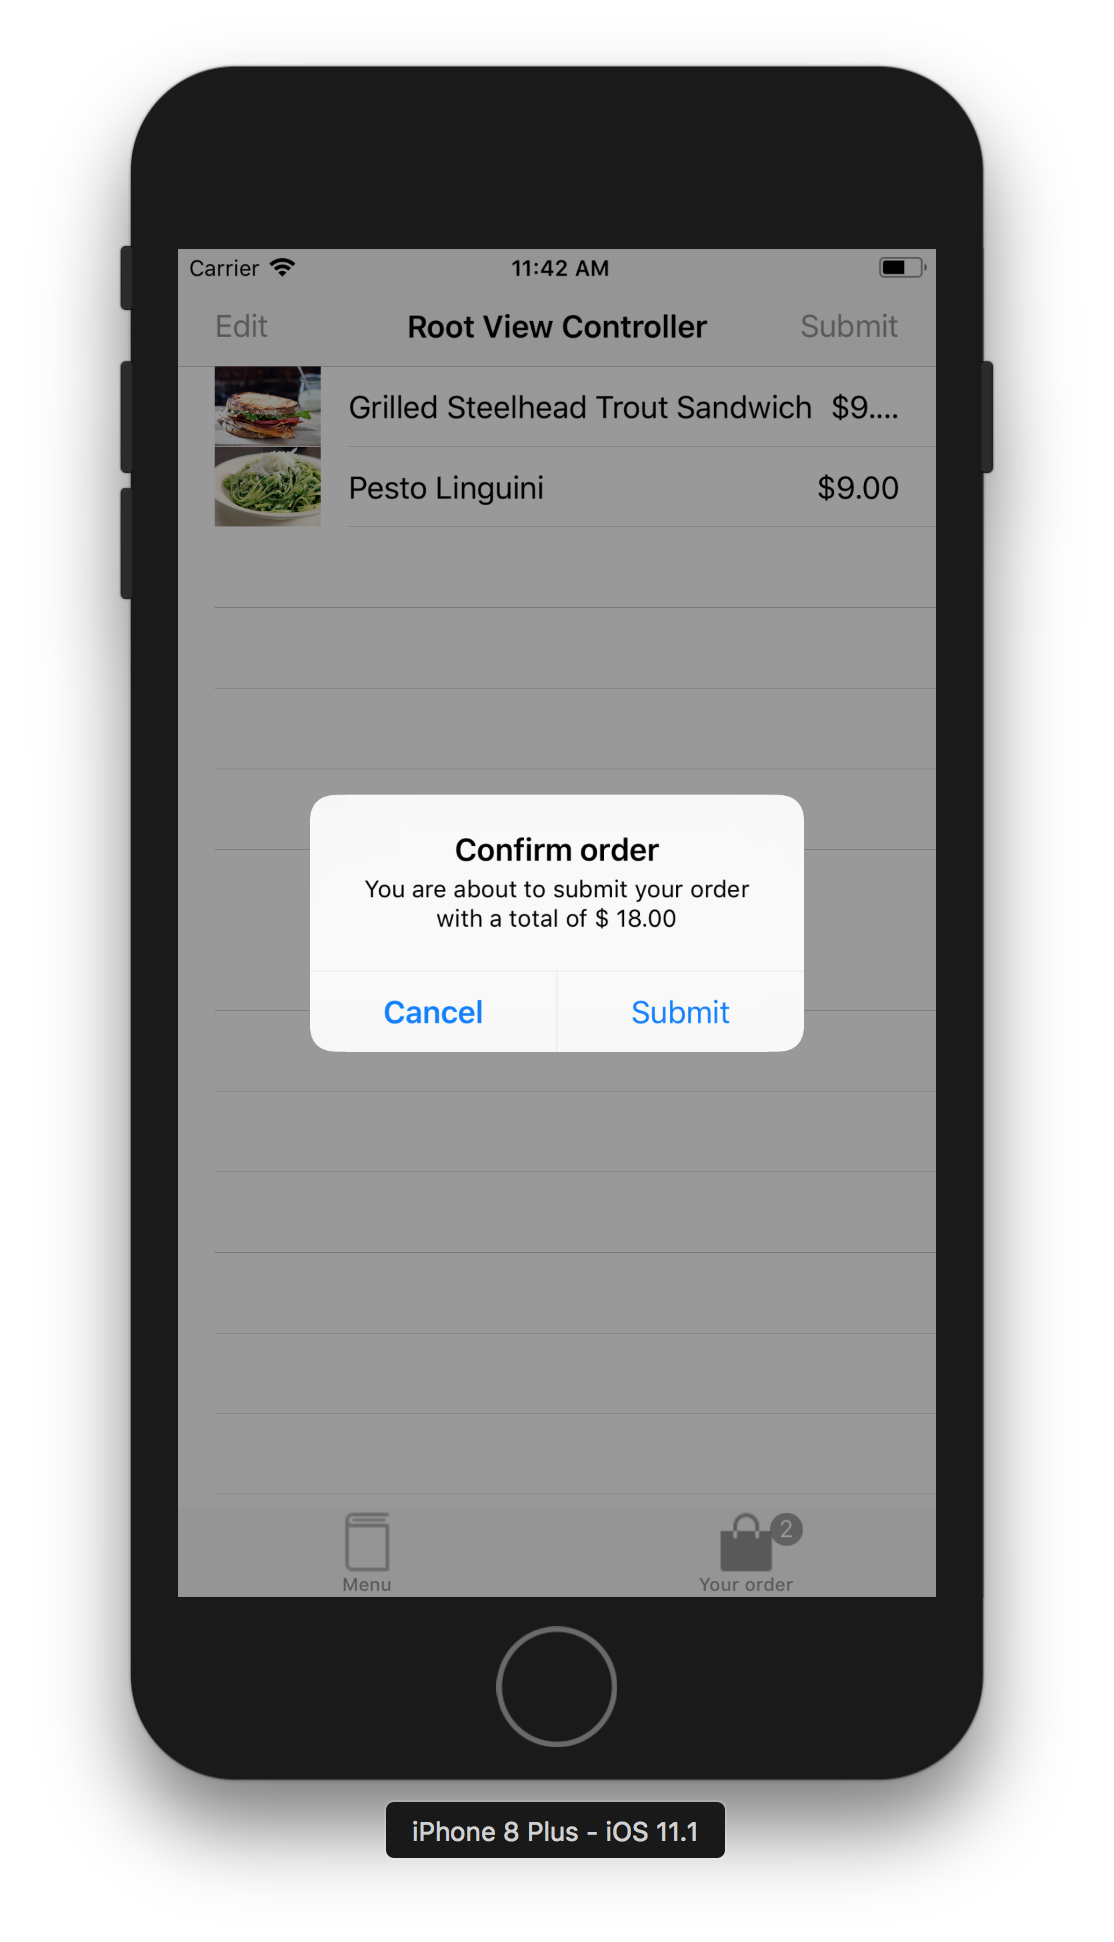 Carrier 11:42 AM
Edit Root View Controller Submit
Grilled Steelhead Trout Sandwich $9....
Pesto Linguini $9.00
Confirm order
You are about to submit your order
with a total of $ 18.00
Cancel Submit
2
Menu Your order
iPhone 8 Plus - iOS 11.1